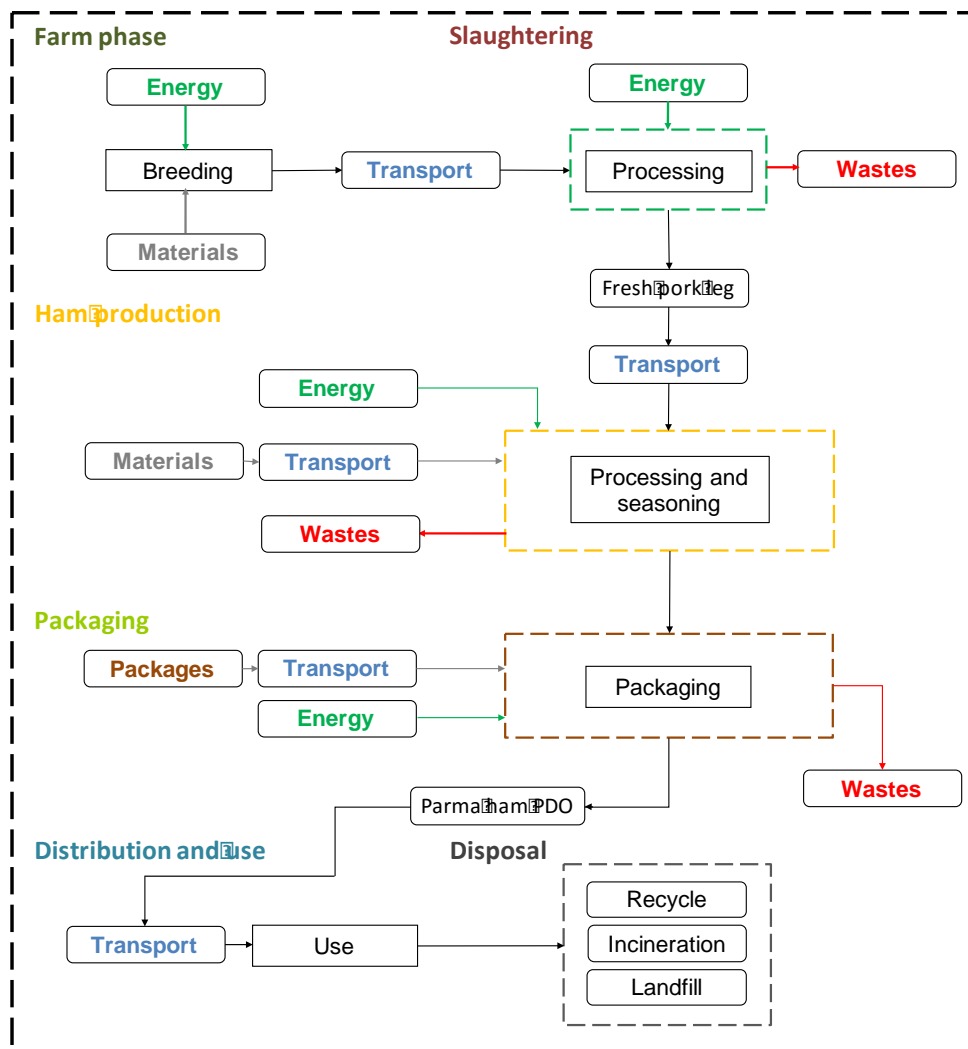 Farm phase
Slaughtering
Energy
Energy
Breeding
Transport
Processing
Wastes
Materials
Fresh pork leg
Ham production
Transport
Energy
Materials
Transport
Processing and
seasoning
Wastes
Packaging
Packages
Transport
Packaging
Energy
Wastes
Parma ham PDO
Distribution and use
Disposal
Recycle
Transport
Use
Incineration
Landfill